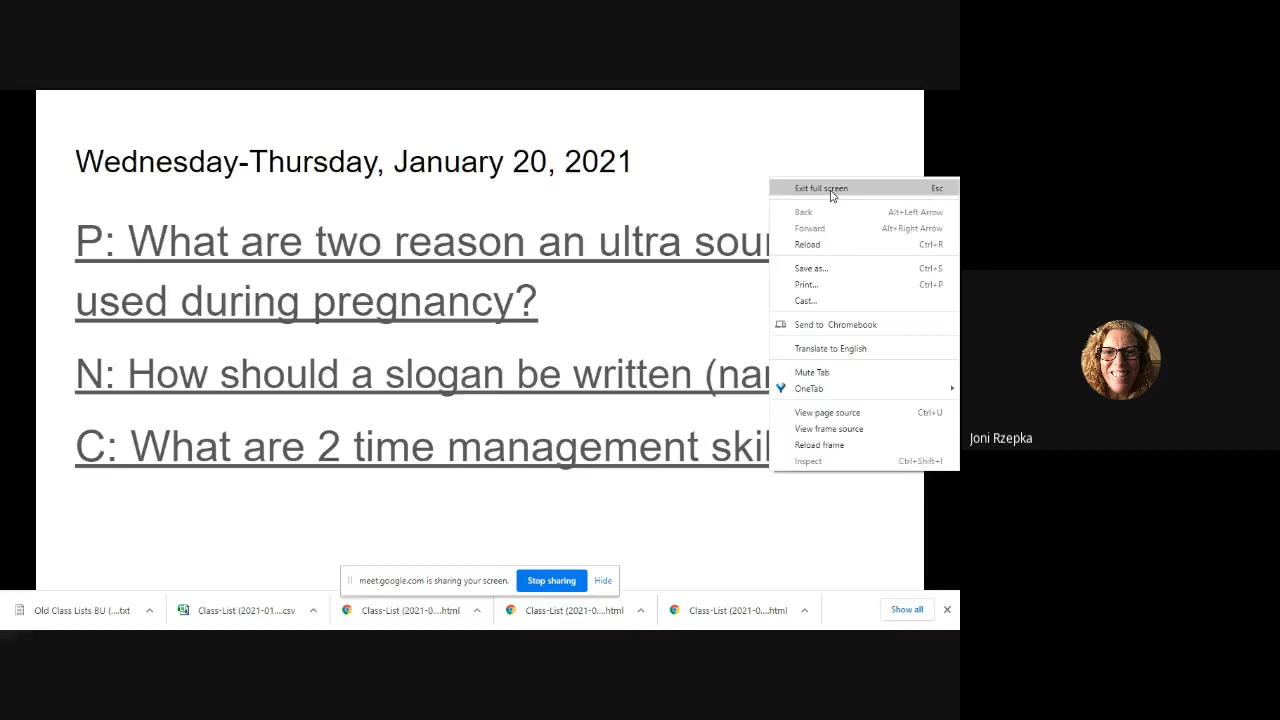 Wednesday-Thursday, January 20, 2021
P: What are two reason an ultra
used during pregnancy?
N: How should a slogan be written
C: What are 2 time management
Exit full screen Esc
Back Alt+Left Arrow
Forward Alt+Right Arrow
Reload Ctrl+R
Save as... Ctrl+S
Print... Ctrl+P
Cast...
Send to Chromebook
Translate to English
Mute Tab
OneTab
View page source Ctrl+U
View frame source
Reload frame
Inspect Ctrl+Shift+I
Joni Rzepka
meet.google.com is sharing your screen. Stop sharing Hide
Old Class Lists BU (....txt Class-List (2021-01....csv Class-List (2021-0....html Class-List (2021-0....html Class-List (2021-0....html Show all